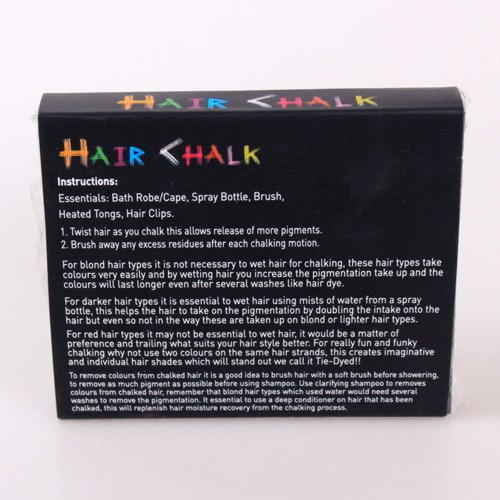 HAIR CHALK
HAIR CHALK
Instructions:
Essentials: Bath Robe/Cape, Spray Bottle, Brush,
Heated Tongs, Hair Clips.
1. Twist hair as you chalk this allows release of more pigments.
2. Brush away any excess residues after each chalking motion.
For blond hair types it is not necessary to wet hair for chalking, these hair types take
colours very easily and by wetting hair you increase the pigmentation take up and the
colours will last longer even after several washes like hair dye.
For darker hair types it is essential to wet hair using mists of water from a spray
bottle, this helps the hair to take on the pigmentation by doubling the intake onto the
hair but even so not in the way these are taken up on blond or lighter hair types.
For red hair types it may not be essential to wet hair, it would be a matter of
preference and trailing what suits your hair style better. For really fun and funky
chalking why not use two colours on the same hair strands, this creates imaginative
and individual hair shades which will stand out we call it Tie-Dyed!!
To remove colours from chalked hair it is a good idea to brush hair with a soft brush before showering,
to remove as much pigment as possible before using shampoo. Use clarifying shampoo to removes
colours from chalked hair, remember that blond hair types which used water would need several
washes to remove the pigmentation. It essential to use a deep conditioner on hair that has been
chalked, this will replenish hair moisture recovery from the chalking process.